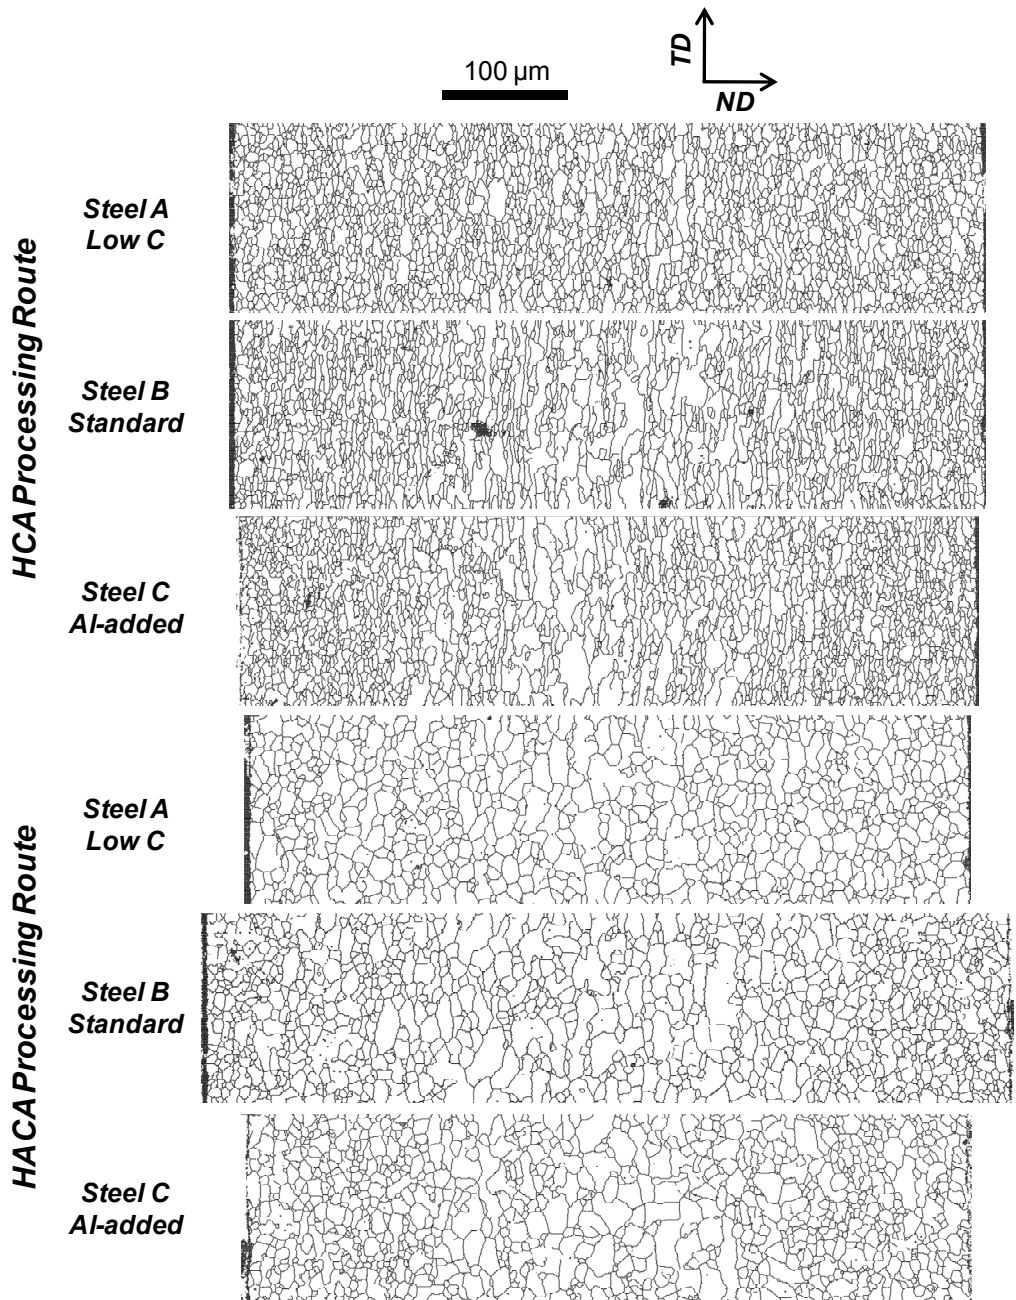 TD
100 µm
ND
HCA Processing Route
Steel A
Low C
Steel B
Standard
Steel C
Al-added
HACA Processing Route
Steel A
Low C
Steel B
Standard
Steel C
Al-added